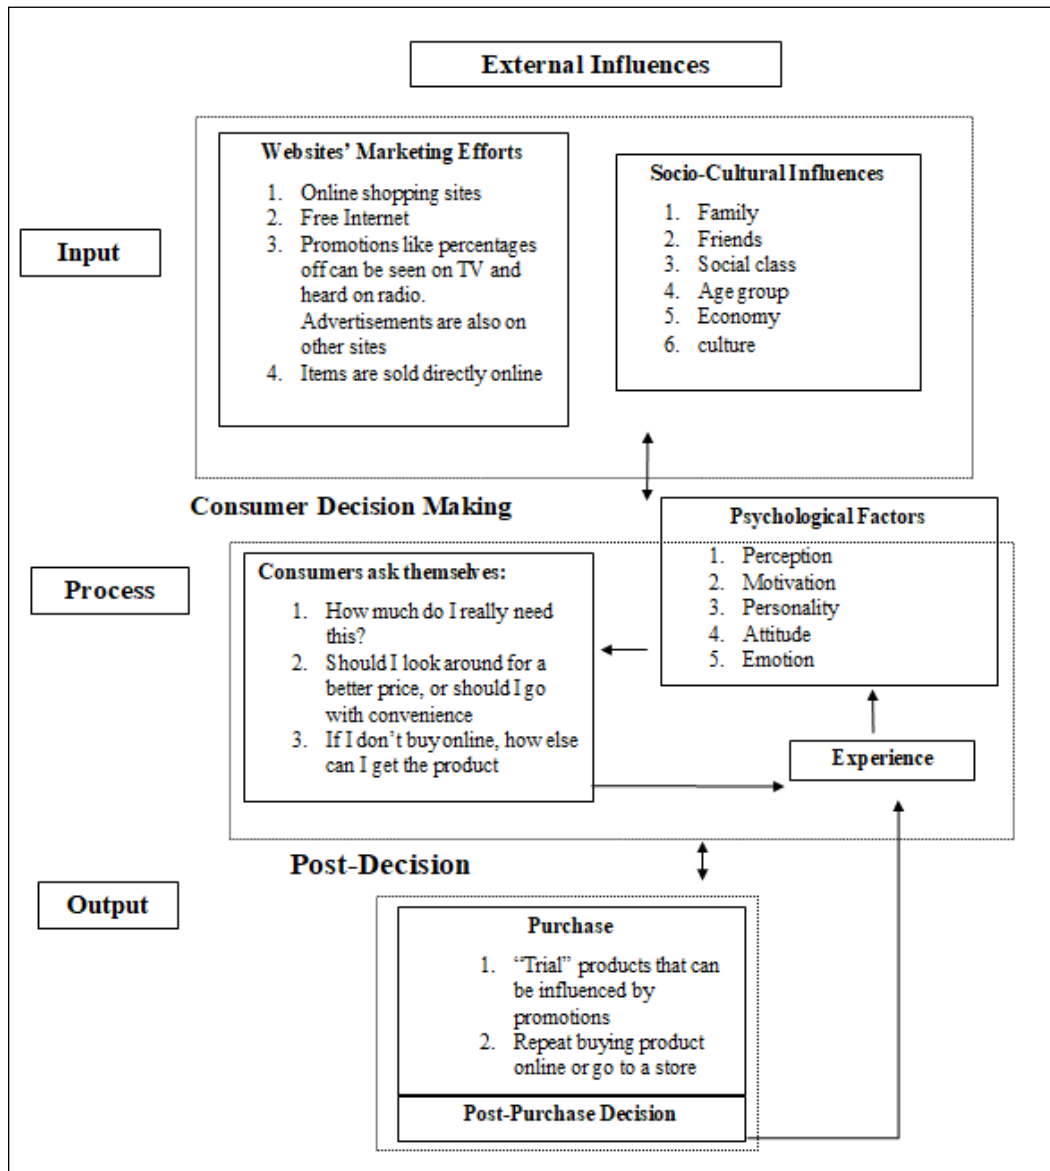 External Influences
Websites' Marketing Efforts
1. Online shopping sites
2. Free Internet
3. Promotions like percentages
off can be seen on TV and
heard on radio.
Advertisements are also on
other sites
4. Items are sold directly online
Socio-Cultural Influences
1. Family
2. Friends
3. Social class
4. Age group
5. Economy
6. culture
Input
Consumer Decision Making
Psychological Factors
1. Perception
2. Motivation
3. Personality
4. Attitude
5. Emotion
Process
Consumers ask themselves:
1. How much do I really need
this?
2. Should I look around for a
better price, or should I go
with convenience
3. If I don't buy online, how else
can I get the product
Experience
Post-Decision
Output
Purchase
1. “Trial” products that can
be influenced by
promotions
2. Repeat buying product
online or go to a store
Post-Purchase Decision